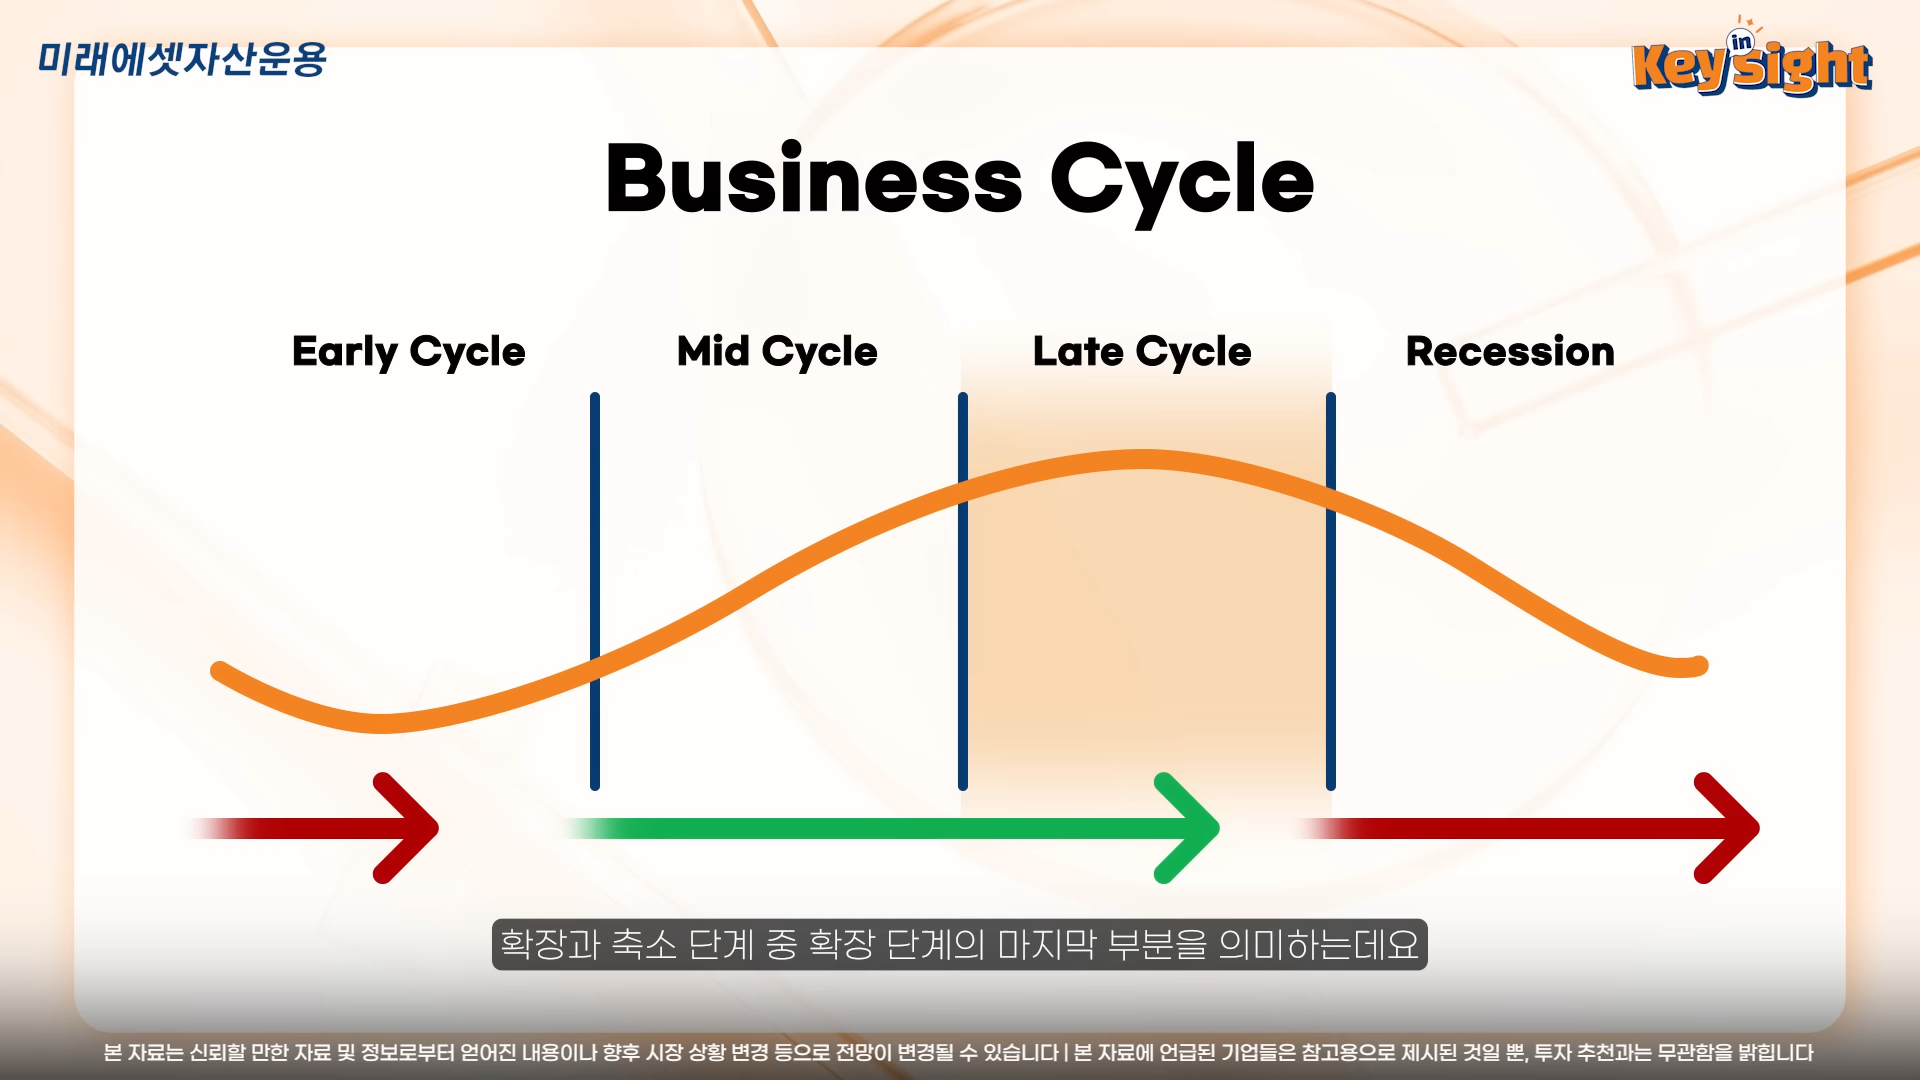 미래에셋자산운용
Key in sight
Business Cycle
Early Cycle
Mid Cycle
Late Cycle
Recession
확장과 축소 단계 중 확장 단계의 마지막 부분을 의미하는데요
본 자료는 신뢰할 만한 자료 및 정보로부터 얻어진 내용이나 향후 시장 상황 변경 등으로 전망이 변경될 수 있습니다 | 본 자료에 언급된 기업들은 참고용으로 제시된 것일 뿐, 투자 추천과는 무관함을 밝힙니다